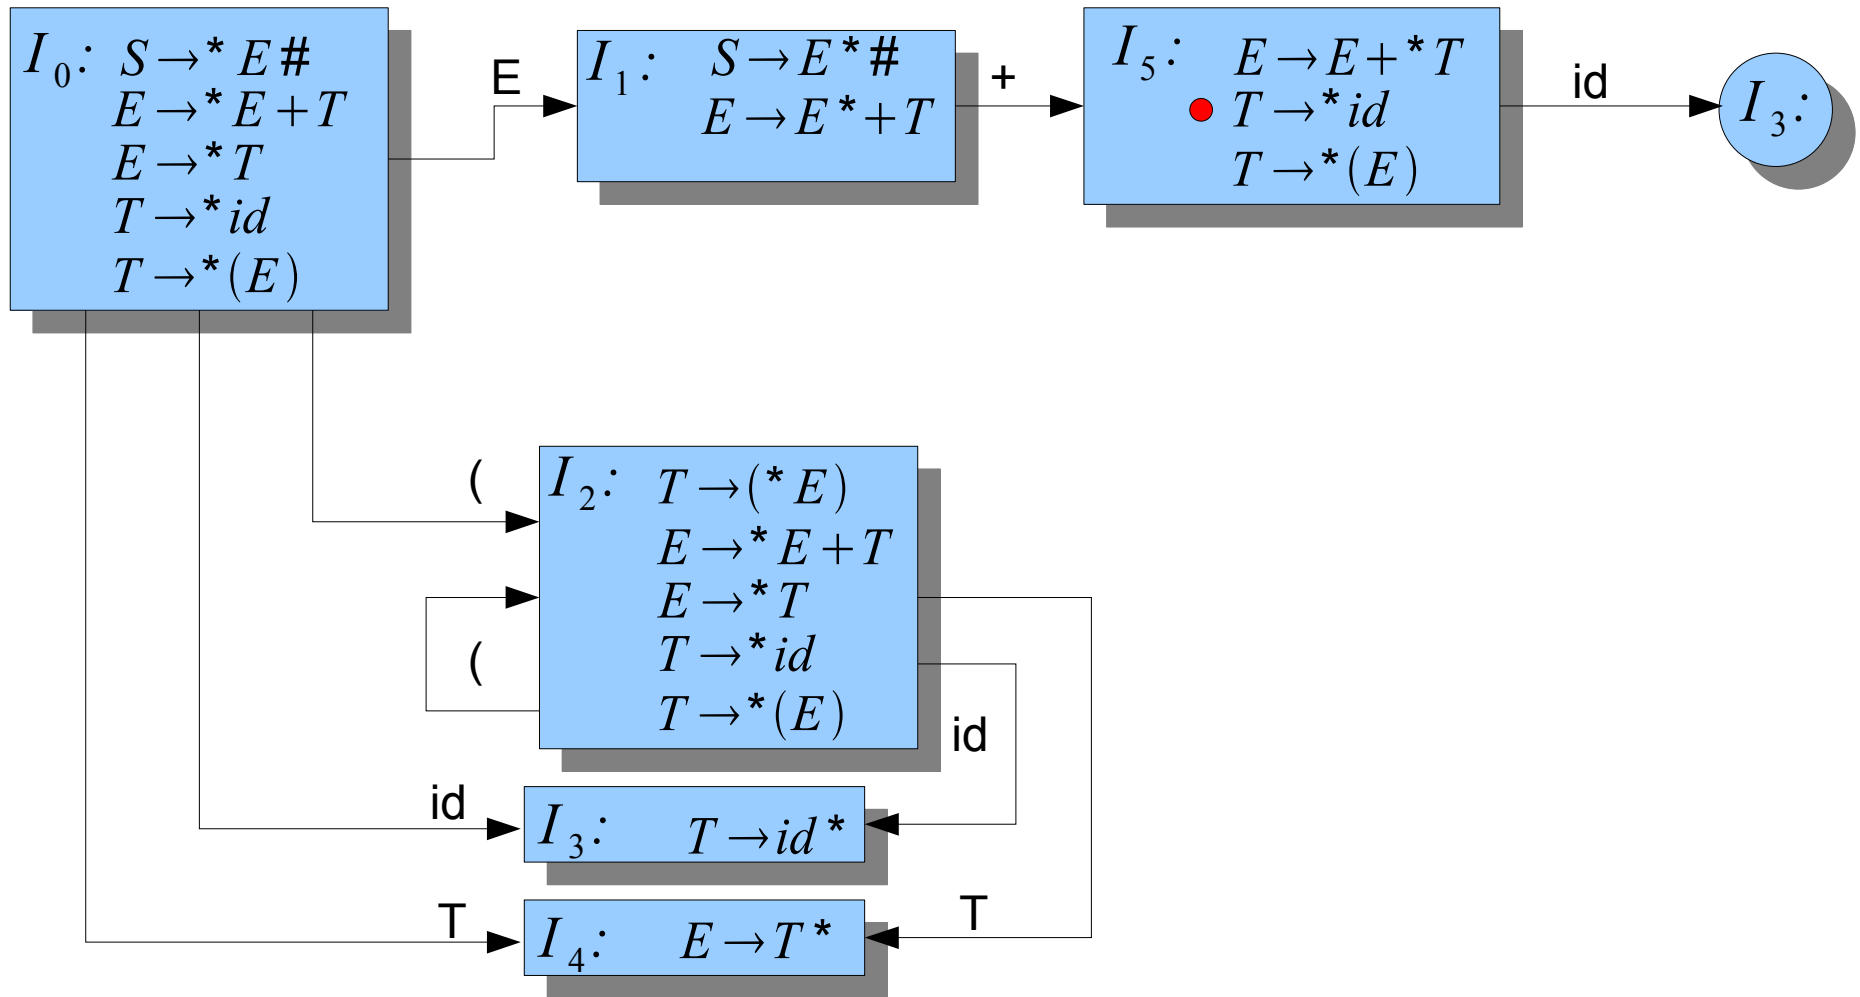 I₀: S→* E #
E→* E + T
E→* T
T→* id
T→* (E)
E
I₁: S→E * #
E→E * + T
+
I₅: E→E + * T
T→* id
T→* (E)
id
I₃:
(
I₂: T→(* E)
E→* E + T
E→* T
(
T→* id
T→* (E)
id
id
I₃: T→id *
T
T
I₄: E→T *